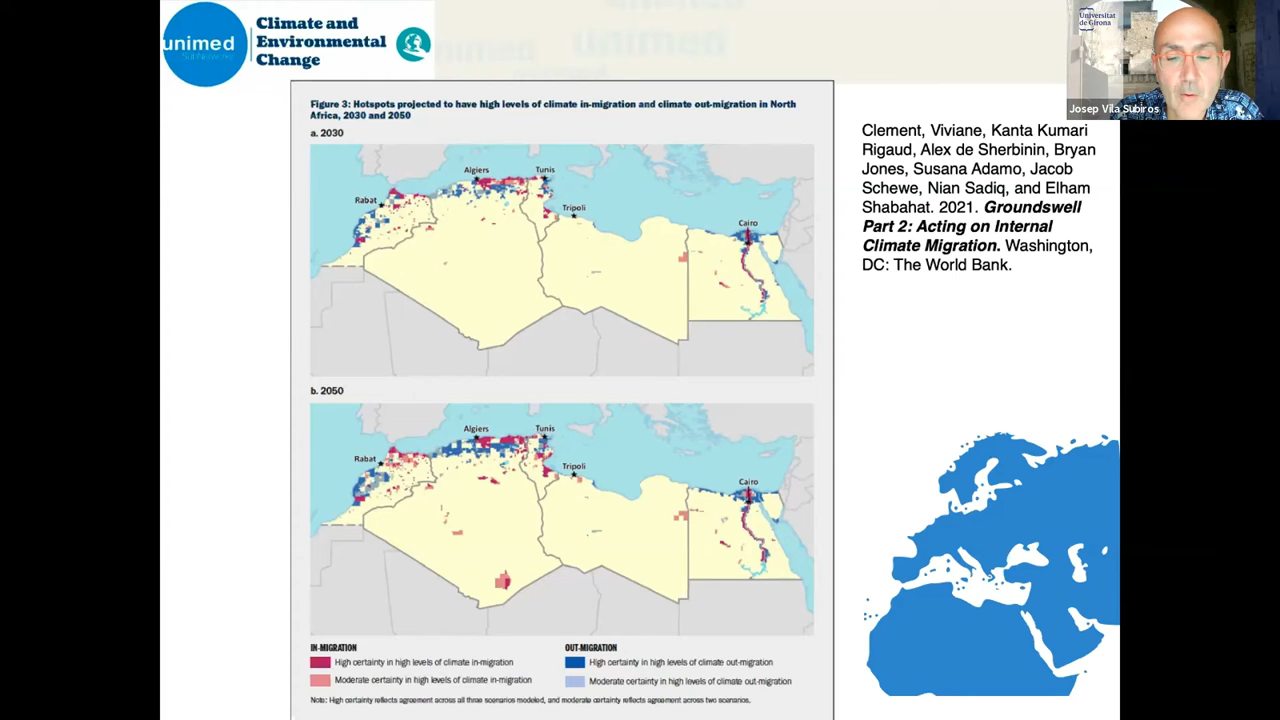 unimed
Climate and
Environmental
Change
unimed
Universitat
de Girona
Josep Vila Subiros
Figure 3: Hotspots projected to have high levels of climate in-migration and climate out-migration in North
Africa, 2030 and 2050
a. 2030
Algiers
Tunis
Rabat
Tripoli
Cairo
b. 2050
Algiers
Tunis
Rabat
Tripoli
Cairo
IN-MIGRATION
High certainty in high levels of climate in-migration
Moderate certainty in high levels of climate in-migration
OUT-MIGRATION
High certainty in high levels of climate out-migration
Moderate certainty in high levels of climate out-migration
Note: High certainty reflects agreement across all three scenarios modeled, and moderate certainty reflects agreement across two scenarios.
Clement, Viviane, Kanta Kumari
Rigaud, Alex de Sherbinin, Bryan
Jones, Susana Adamo, Jacob
Schewe, Nian Sadiq, and Elham
Shabahat. 2021. Groundswell
Part 2: Acting on Internal
Climate Migration. Washington,
DC: The World Bank.